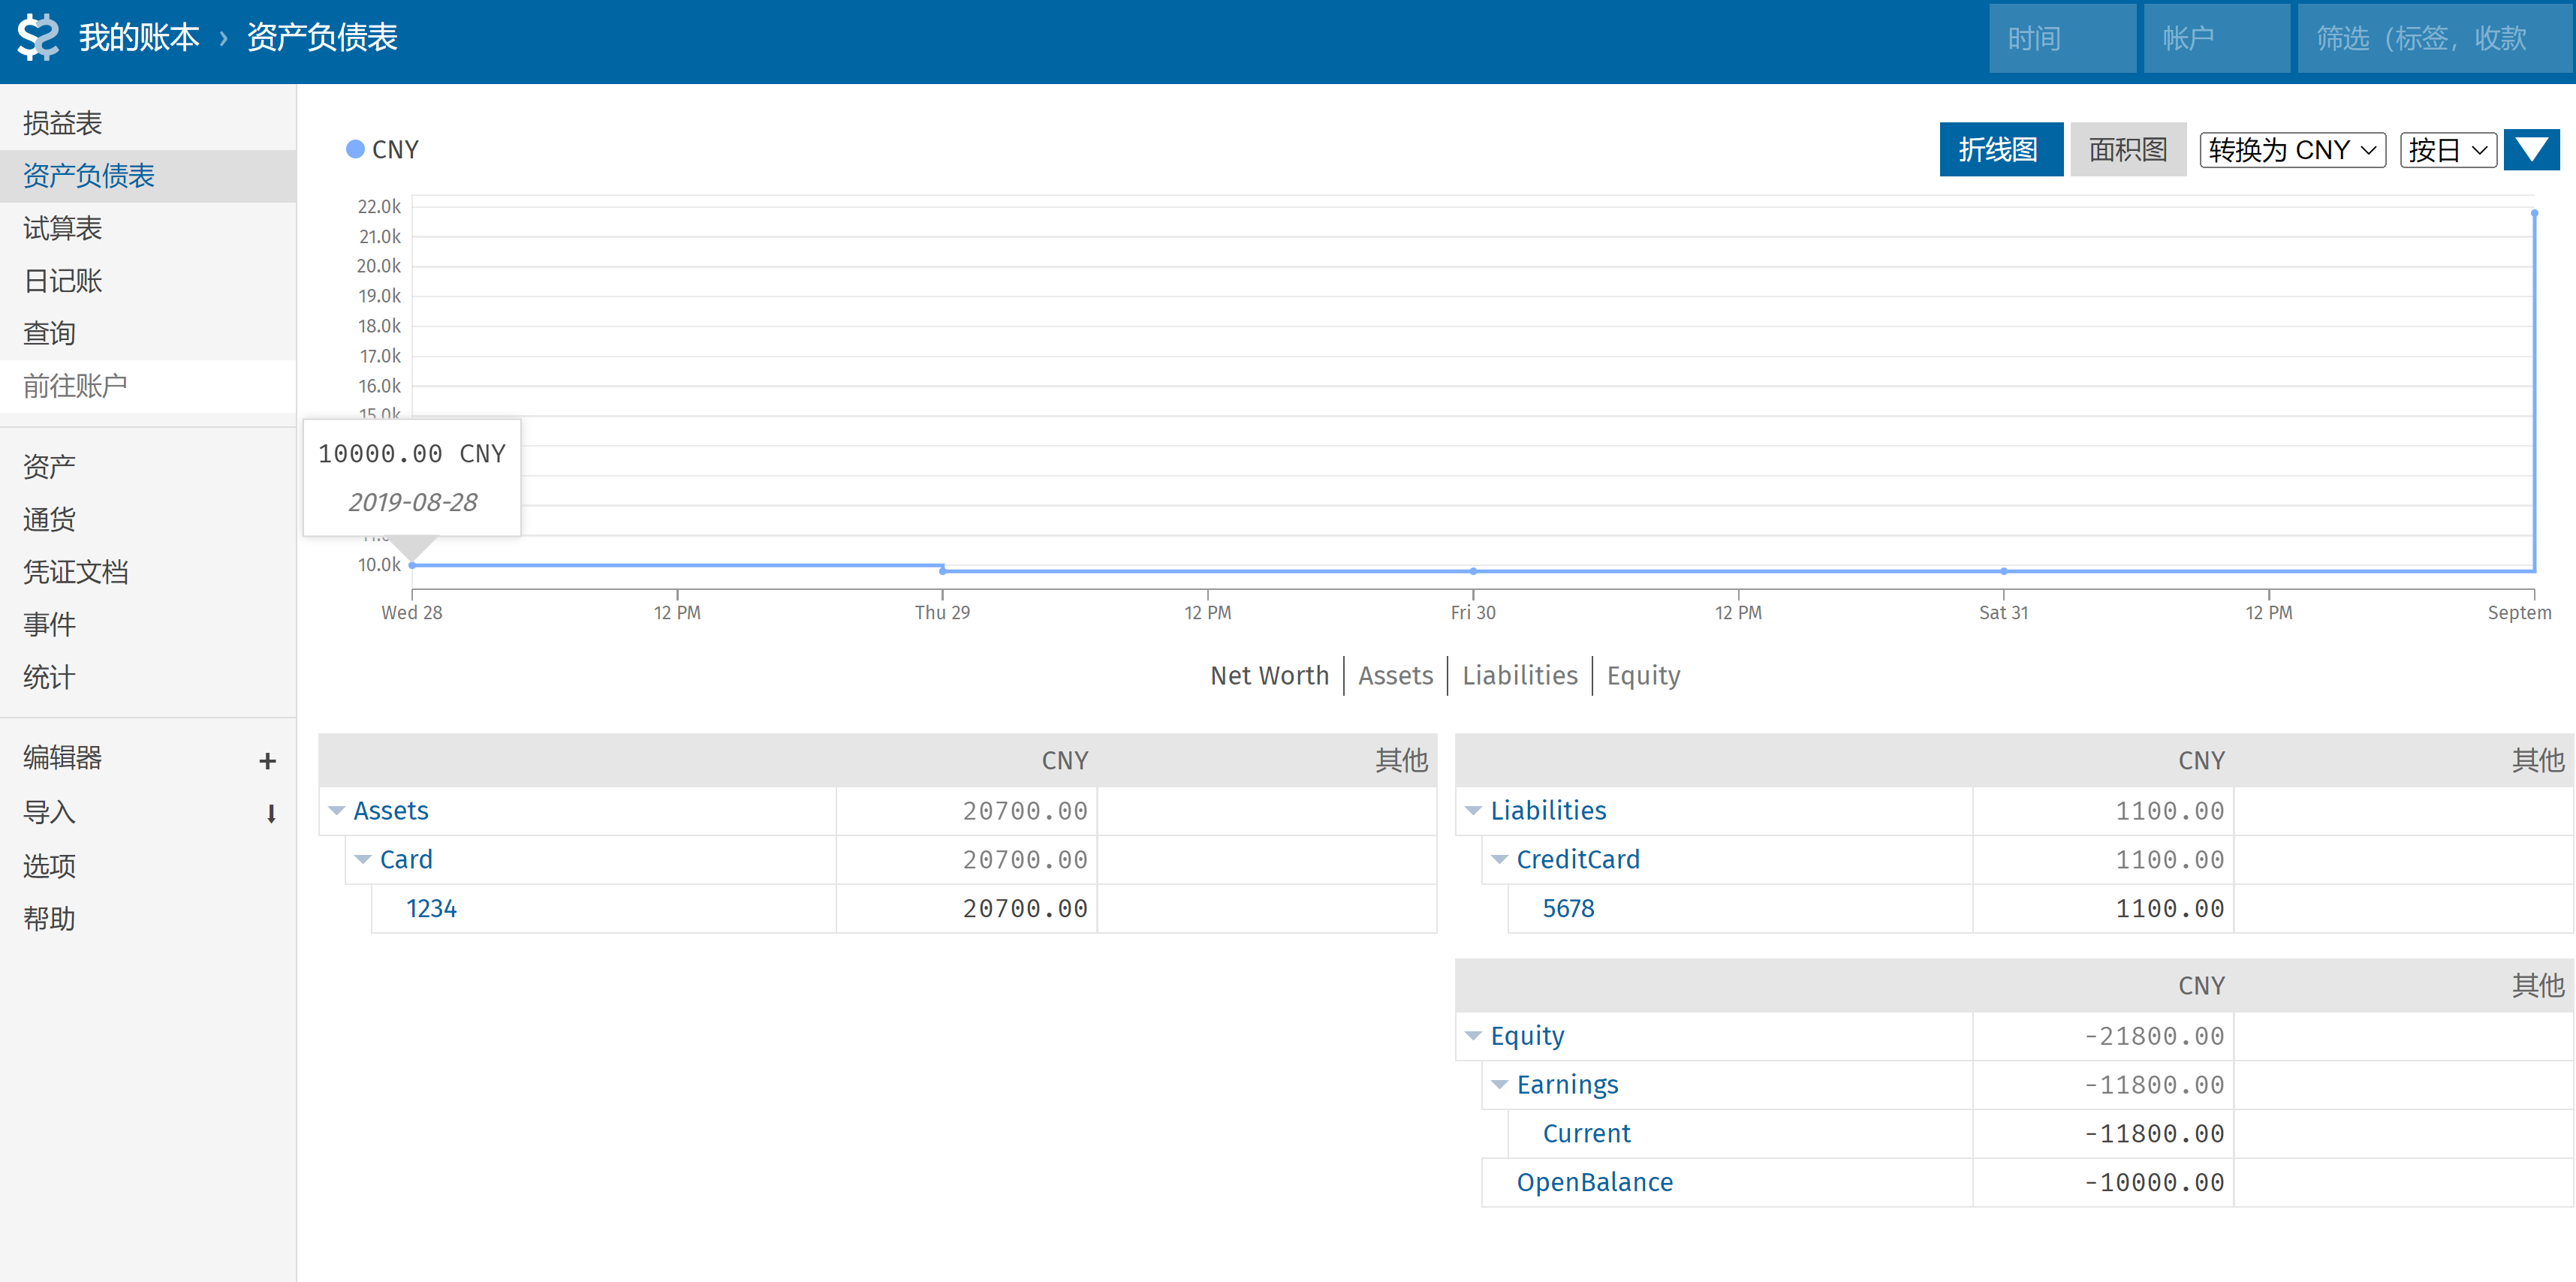 我的账本 › 资产负债表
时间
帐户
筛选（标签，收款
损益表
资产负债表
试算表
日记账
查询
前往账户
资产
通货
凭证文档
事件
统计
编辑器 +
导入
选项
帮助
CNY
折线图
面积图
转换为 CNY
按日
22.0k
21.0k
20.0k
19.0k
18.0k
17.0k
16.0k
15.0k
10000.00 CNY
2019-08-28
10.0k
Wed 28 12 PM Thu 29 12 PM Fri 30 12 PM Sat 31 12 PM Septem
Net Worth Assets Liabilities Equity
CNY 其他
Assets 20700.00
Card 20700.00
1234 20700.00
CNY 其他
Liabilities 1100.00
CreditCard 1100.00
5678 1100.00
CNY 其他
Equity -21800.00
Earnings -11800.00
Current -11800.00
OpenBalance -10000.00